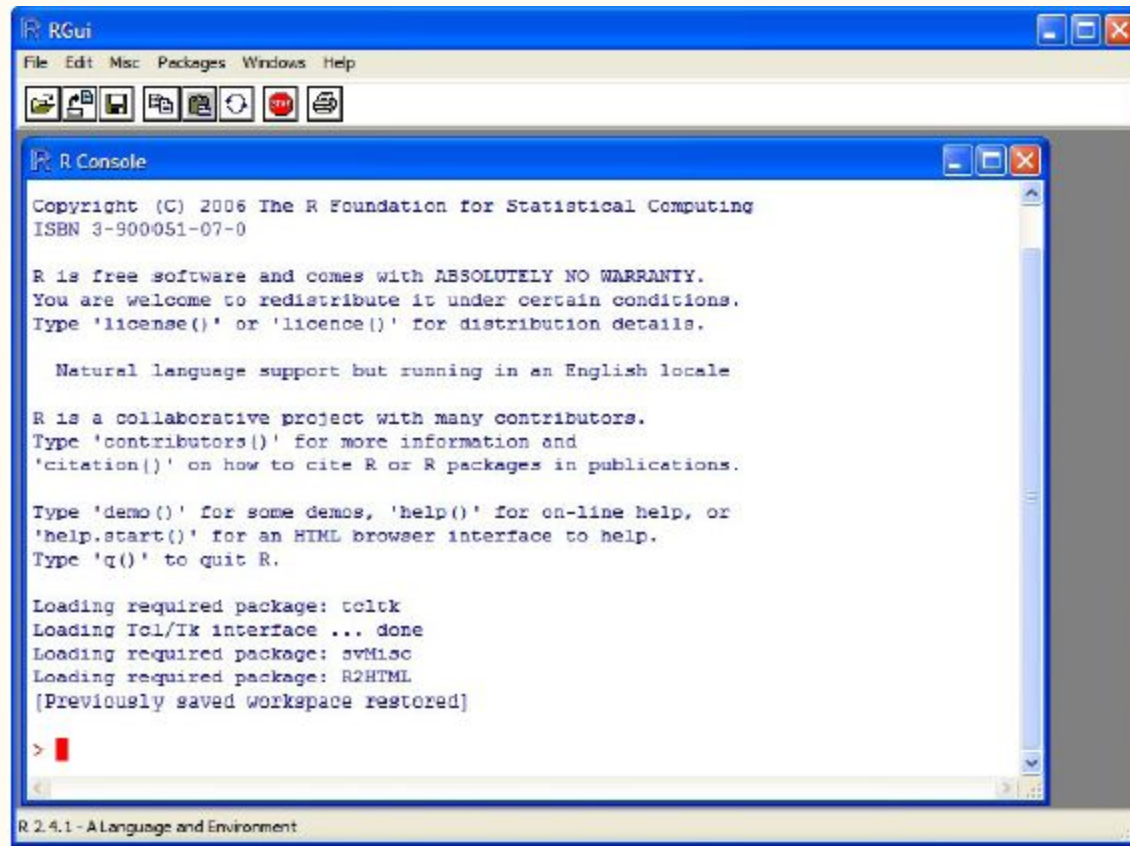 RGui
File Edit Misc Packages Windows Help
STOP
R Console
Copyright (C) 2006 The R Foundation for Statistical Computing
ISBN 3-900051-07-0
R is free software and comes with ABSOLUTELY NO WARRANTY.
You are welcome to redistribute it under certain conditions.
Type 'license()' or 'licence()' for distribution details.
Natural language support but running in an English locale
R is a collaborative project with many contributors.
Type 'contributors()' for more information and
'citation()' on how to cite R or R packages in publications.
Type 'demo()' for some demos, 'help()' for on-line help, or
'help.start()' for an HTML browser interface to help.
Type 'q()' to quit R.
Loading required package: tcltk
Loading Tcl/Tk interface ... done
Loading required package: svMisc
Loading required package: R2HTML
[Previously saved workspace restored]
>
R 2.4.1 - A Language and Environment